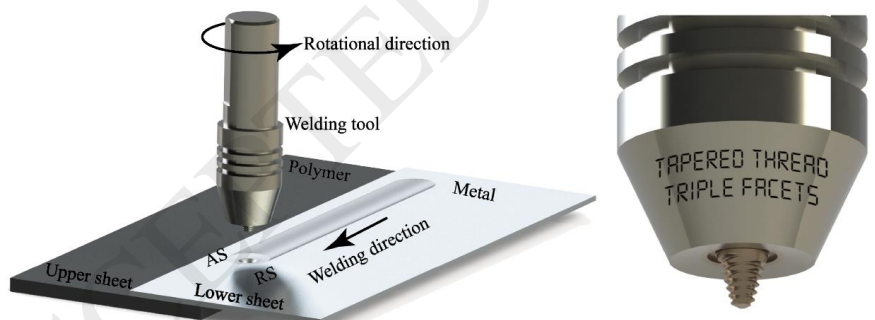 Rotational direction
Welding tool
Polymer
Metal
AS
RS
Welding direction
Upper sheet
Lower sheet
TAPERED THREAD
TRIPLE FACETS